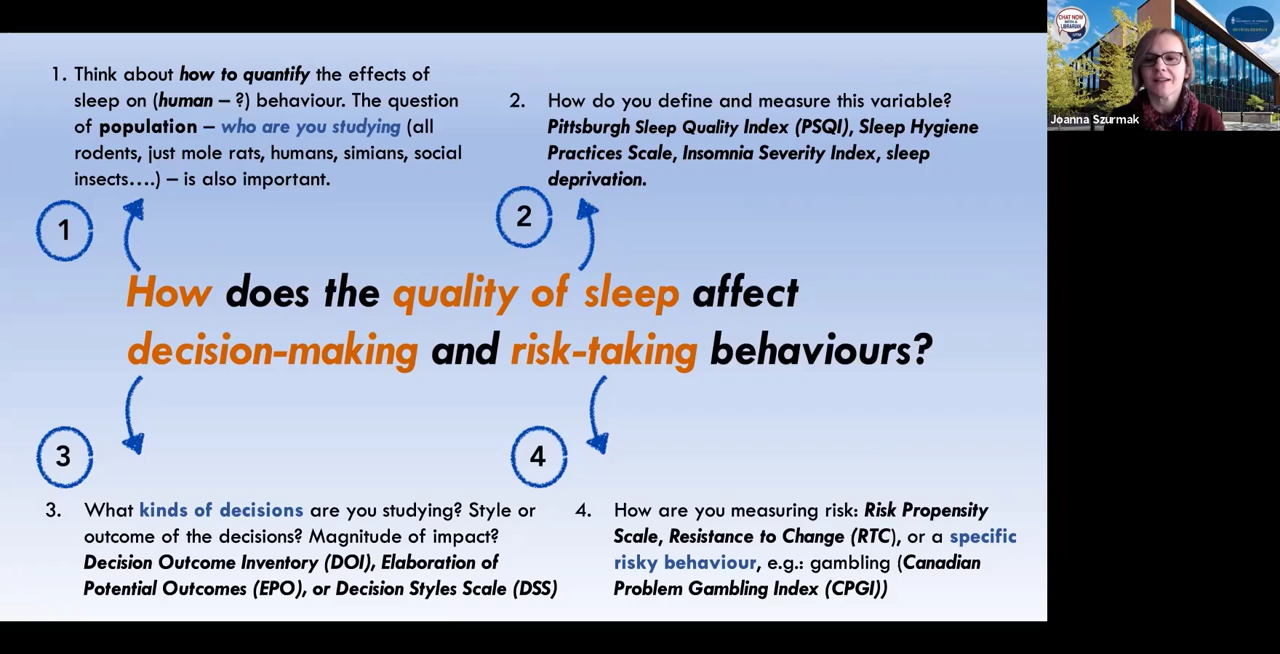 1. Think about how to quantify the effects of
sleep on (human – ?) behaviour. The question
of population – who are you studying (all
rodents, just mole rats, humans, simians, social
insects….) – is also important.
2. How do you define and measure this variable?
Pittsburgh Sleep Quality Index (PSQI), Sleep Hygiene
Practices Scale, Insomnia Severity Index, sleep
deprivation.
1
2
How does the quality of sleep affect
decision-making and risk-taking behaviours?
3
4
3. What kinds of decisions are you studying? Style or
outcome of the decisions? Magnitude of impact?
Decision Outcome Inventory (DOI), Elaboration of
Potential Outcomes (EPO), or Decision Styles Scale (DSS)
4. How are you measuring risk: Risk Propensity
Scale, Resistance to Change (RTC), or a specific
risky behaviour, e.g.: gambling (Canadian
Problem Gambling Index (CPGI))
CHAT NOW
WITH A
LIBRARIAN
UTM
Joanna Szurmak